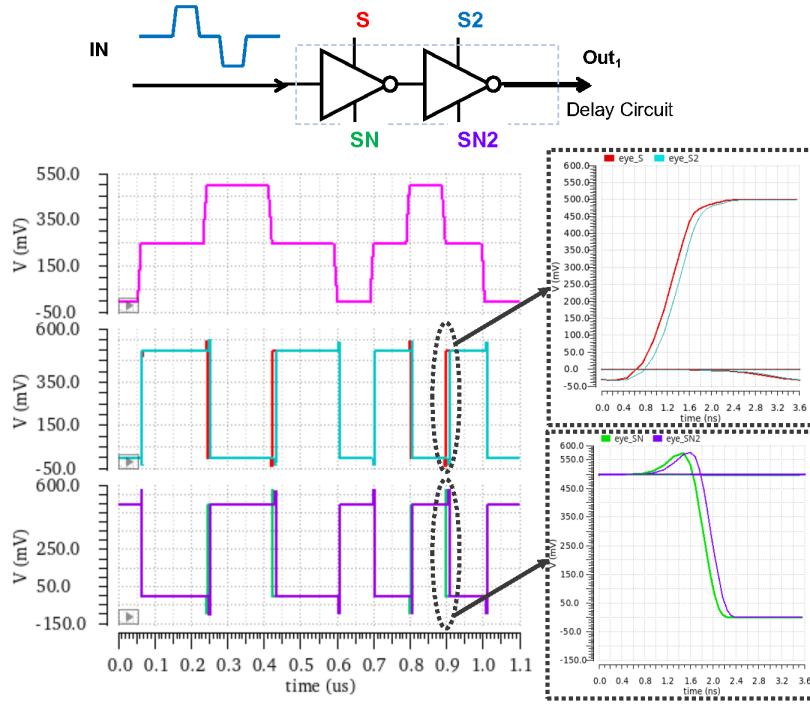 S
S2
IN
Out1
SN
SN2
Delay Circuit
eye_S
eye_S2
V (mV)
600.0
550.0
500.0
450.0
400.0
350.0
300.0
250.0
200.0
150.0
100.0
50.0
0.0
-50.0
0.0 0.4 0.8 1.2 1.6 2.0 2.4 2.8 3.2 3.6
time (ns)
V (mV)
550.0
350.0
150.0
-50.0
V (mV)
600.0
350.0
150.0
-50.0
V (mV)
600.0
250.0
50.0
-150.0
0.0 0.1 0.2 0.3 0.4 0.5 0.6 0.7 0.8 0.9 1.0 1.1
time (us)
eye_SN
eye_SN2
V (mV)
600.0
550.0
450.0
350.0
250.0
150.0
50.0
-50.0
-150.0
0.0 0.4 0.8 1.2 1.6 2.0 2.4 2.8 3.2 3.6
time (ns)